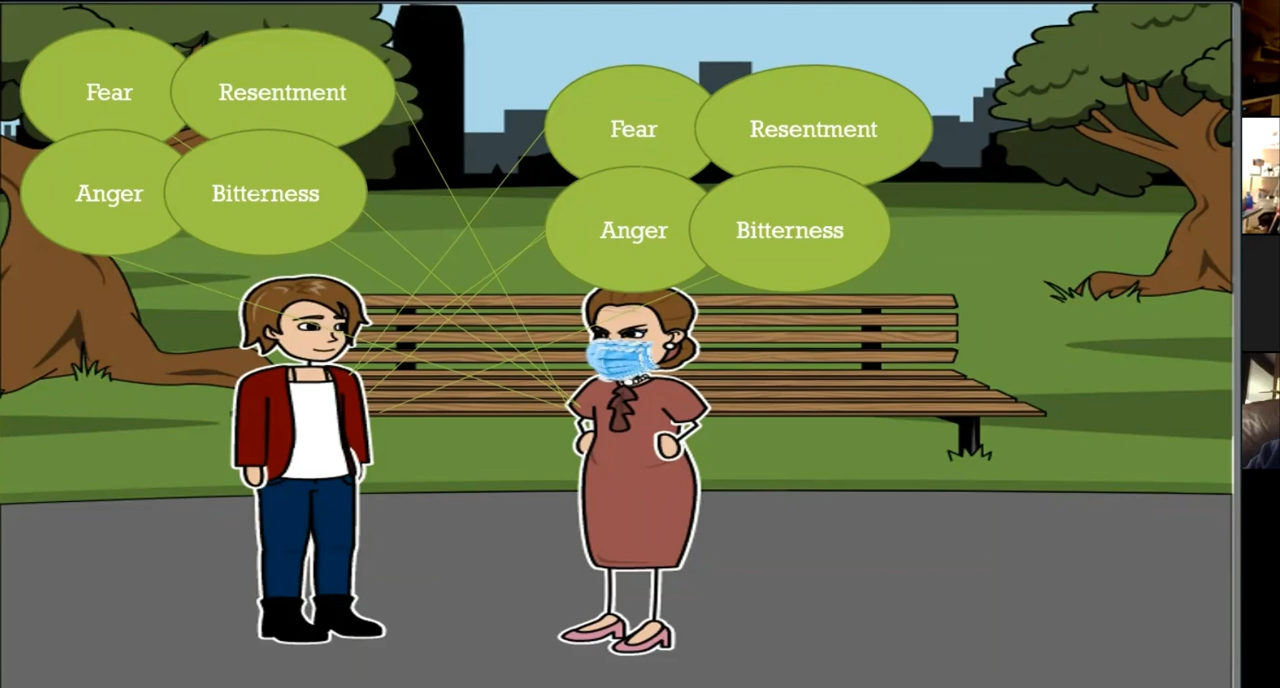 Fear
Resentment
Anger
Bitterness
Fear
Resentment
Anger
Bitterness